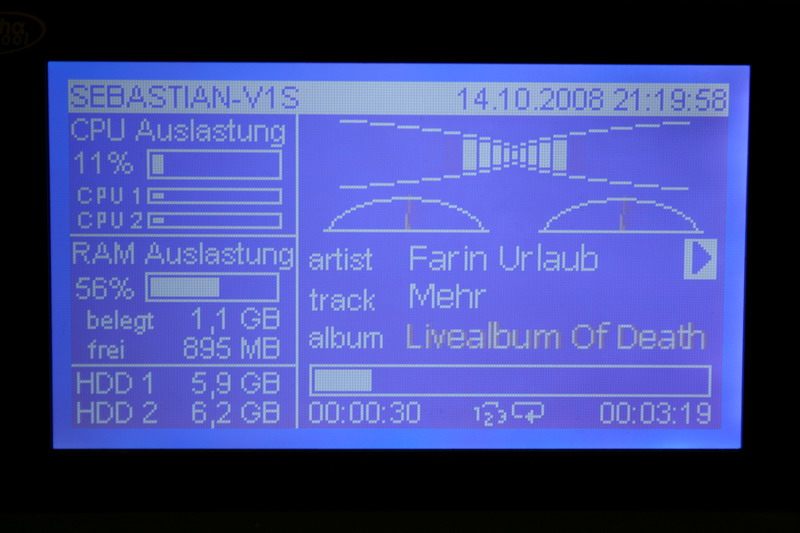 SEBASTIAN-V1S 14.10.2008 21:19:58
CPU Auslastung
11%
CPU 1
CPU 2
RAM Auslastung
56%
belegt 1,1 GB
frei 895 MB
HDD 1 5,9 GB
HDD 2 6,2 GB
artist Farin Urlaub
track Mehr
album Livealbum Of Death
00:00:30 123 00:03:19